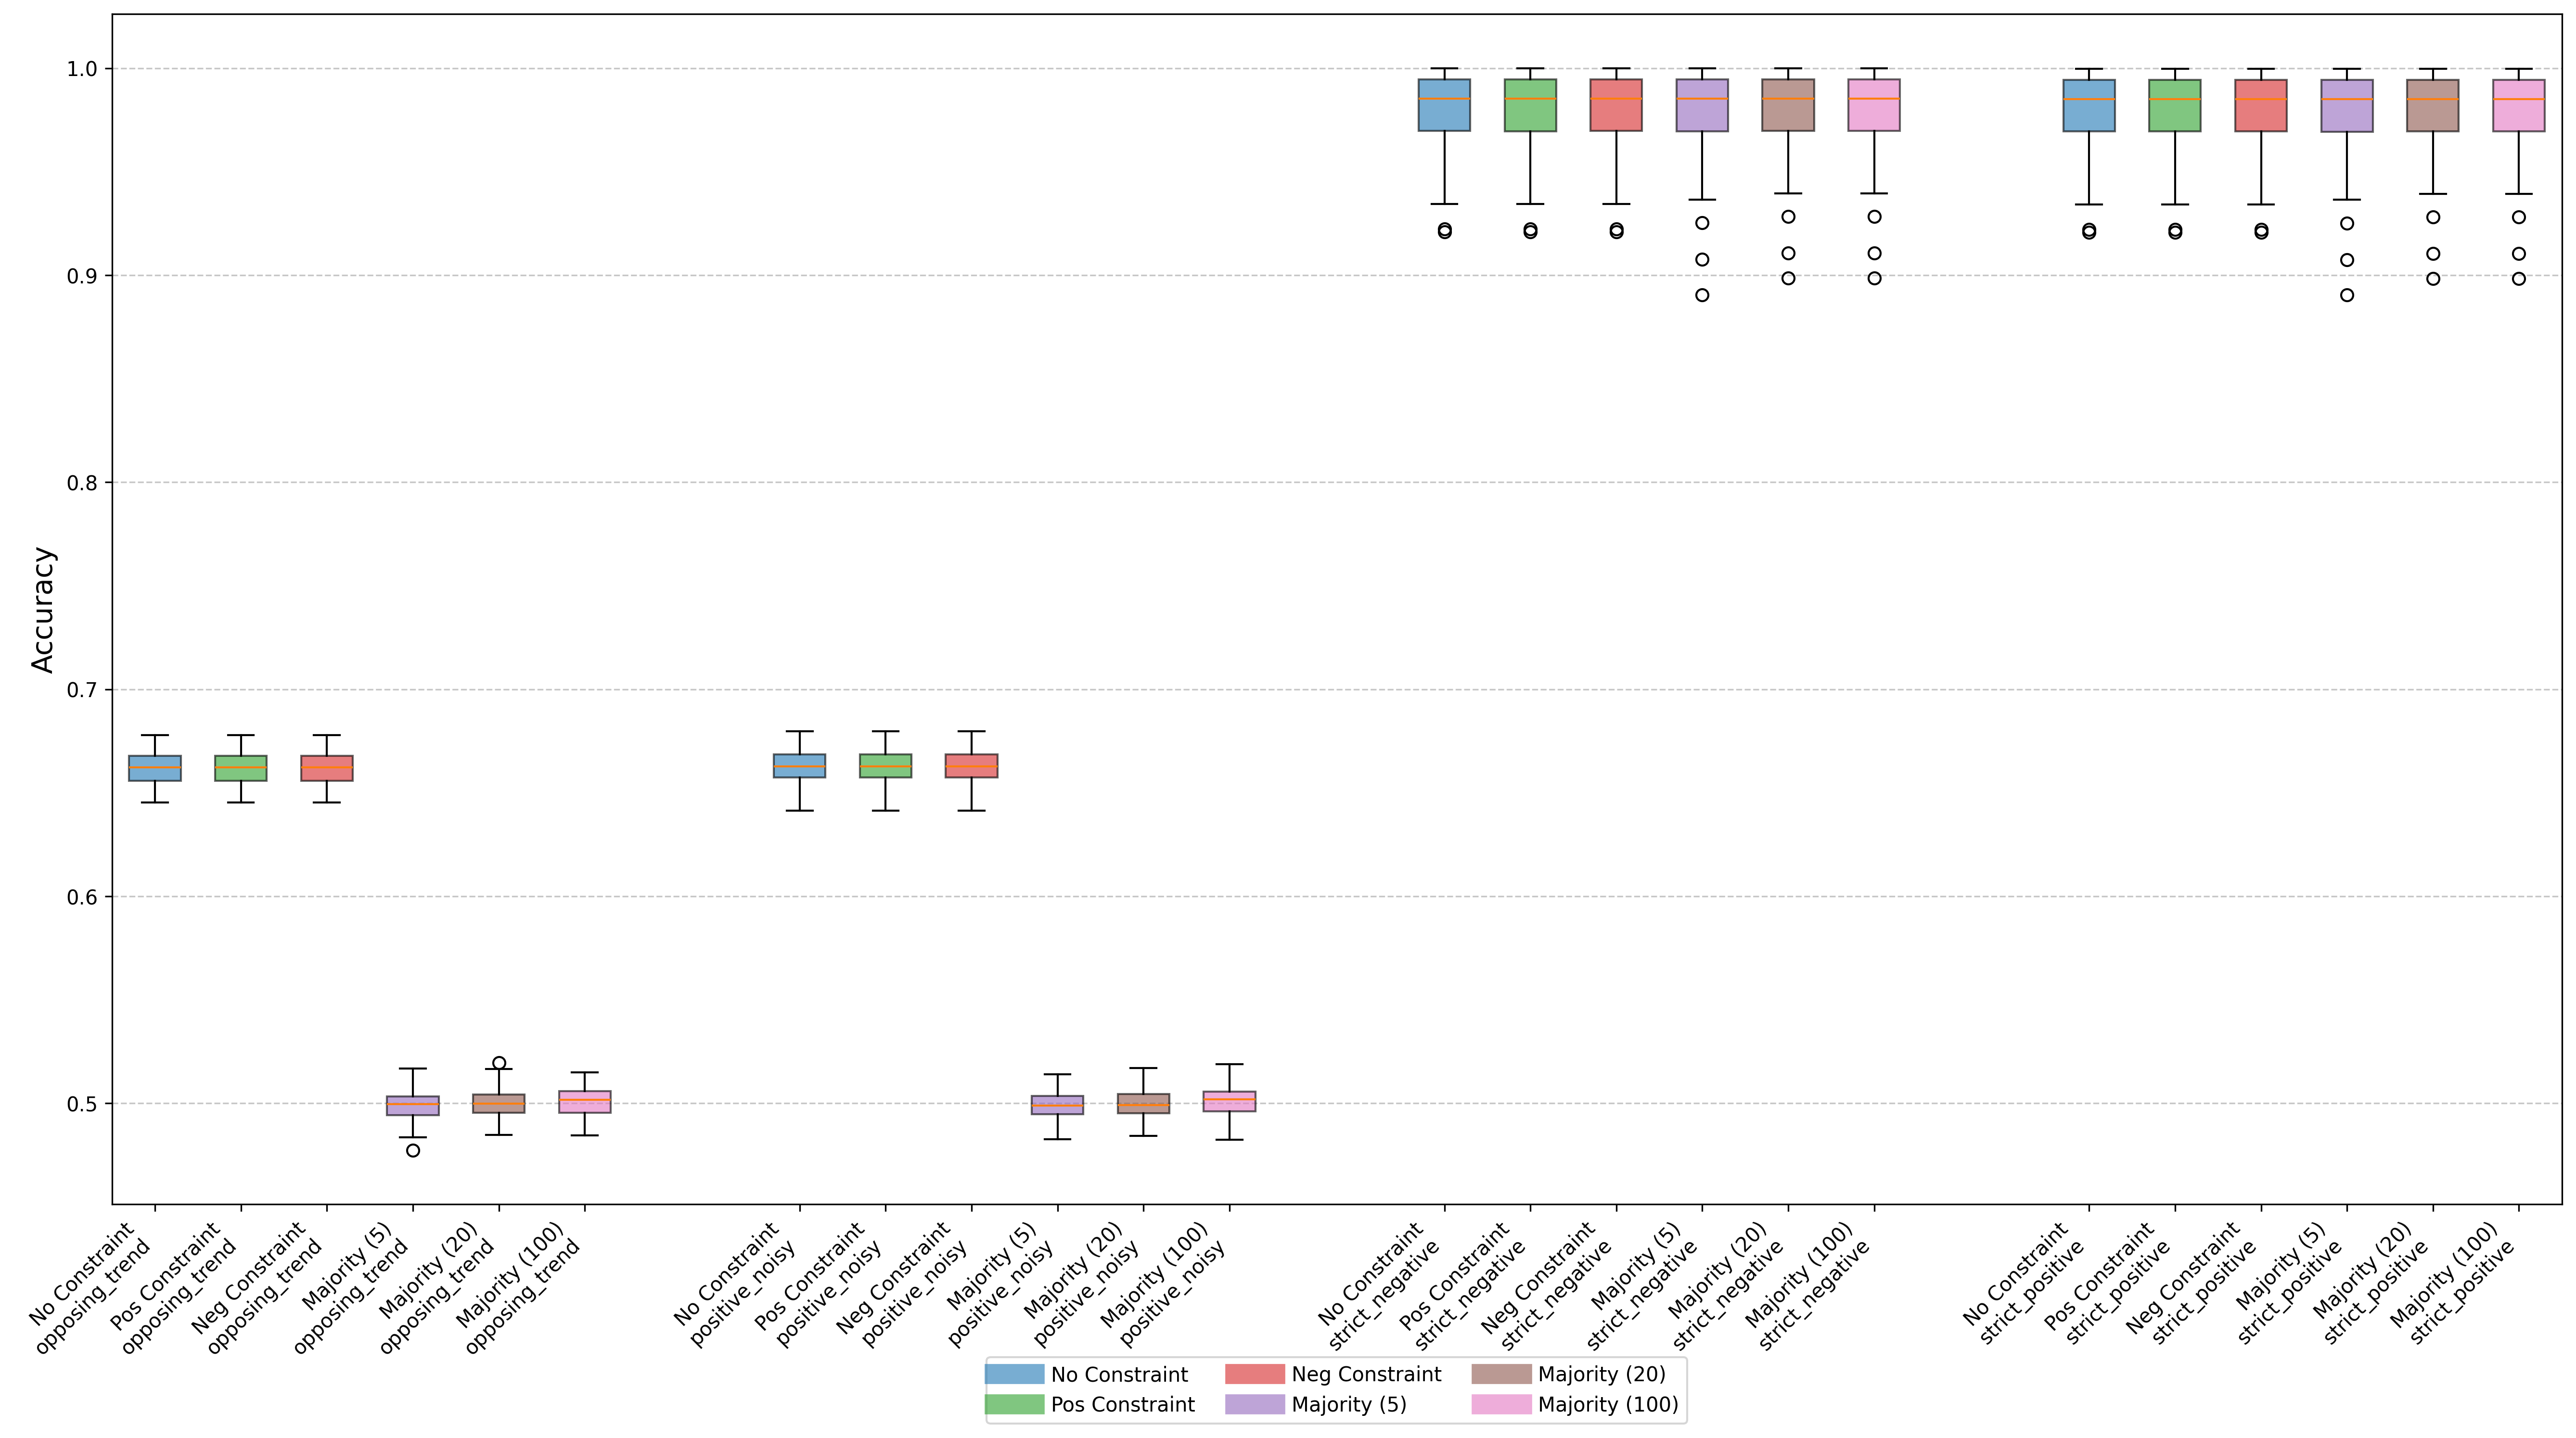 1.0
0.9
0.8
0.7
0.6
0.5
Accuracy
No Constraint
opposing_trend
Pos Constraint
opposing_trend
Neg Constraint
opposing_trend
Majority (5)
opposing_trend
Majority (20)
opposing_trend
Majority (100)
opposing_trend
No Constraint
positive_noisy
Pos Constraint
positive_noisy
Neg Constraint
positive_noisy
Majority (5)
positive_noisy
Majority (20)
positive_noisy
Majority (100)
positive_noisy
No Constraint
strict_negative
Pos Constraint
strict_negative
Neg Constraint
strict_negative
Majority (5)
strict_negative
Majority (20)
strict_negative
Majority (100)
strict_negative
No Constraint
strict_positive
Pos Constraint
strict_positive
Neg Constraint
strict_positive
Majority (5)
strict_positive
Majority (20)
strict_positive
Majority (100)
strict_positive
No Constraint
Pos Constraint
Neg Constraint
Majority (5)
Majority (20)
Majority (100)